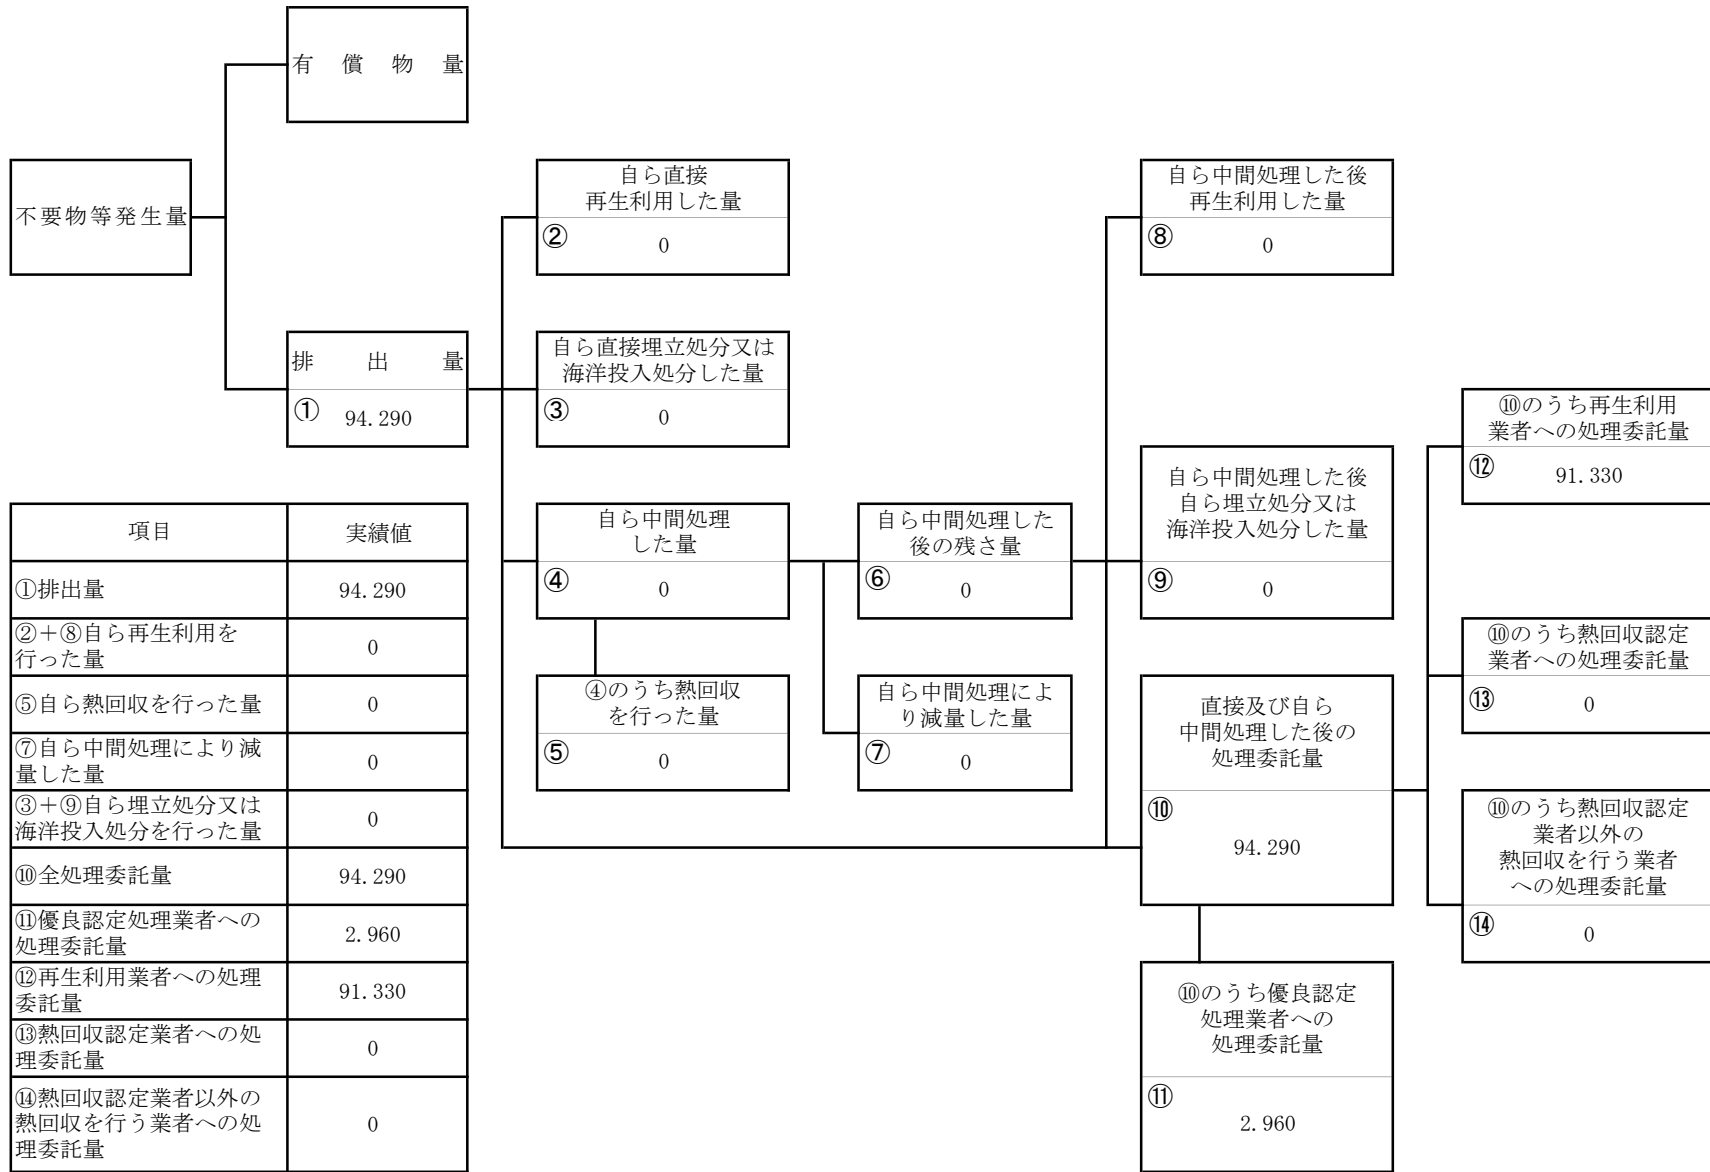 有償物量
不要物等発生量
排出量
① 94.290
自ら直接
再生利用した量
② 0
自ら直接埋立処分又は
海洋投入処分した量
③ 0
自ら中間処理
した量
④ 0
④のうち熱回収
を行った量
⑤ 0
自ら中間処理した
後の残さ量
⑥ 0
自ら中間処理によ
り減量した量
⑦ 0
自ら中間処理した後
再生利用した量
⑧ 0
自ら中間処理した後
自ら埋立処分又は
海洋投入処分した量
⑨ 0
直接及び自ら
中間処理した後の
処理委託量
⑩
94.290
⑩のうち優良認定
処理業者への
処理委託量
⑪
2.960
⑩のうち再生利用
業者への処理委託量
⑫ 91.330
⑩のうち熱回収認定
業者への処理委託量
⑬ 0
⑩のうち熱回収認定
業者以外の
熱回収を行う業者
への処理委託量
⑭ 0
項目 実績値
①排出量 94.290
②+⑧自ら再生利用を
行った量 0
⑤自ら熱回収を行った量 0
⑦自ら中間処理により減
量した量 0
③+⑨自ら埋立処分又は
海洋投入処分を行った量 0
⑩全処理委託量 94.290
⑪優良認定処理業者への
処理委託量 2.960
⑫再生利用業者への処理
委託量 91.330
⑬熱回収認定業者への処
理委託量 0
⑭熱回収認定業者以外の
熱回収を行う業者への処
理委託量 0